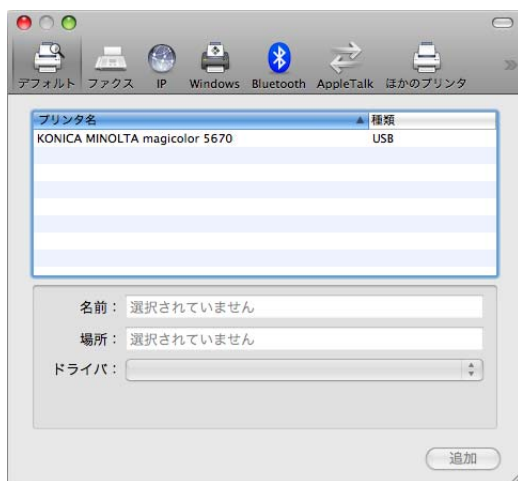 デフォルト ファクス IP Windows Bluetooth AppleTalk ほかのプリンタ
プリンタ名 種類
KONICA MINOLTA magicolor 5670 USB
名前： 選択されていません
場所： 選択されていません
ドライバ：
追加